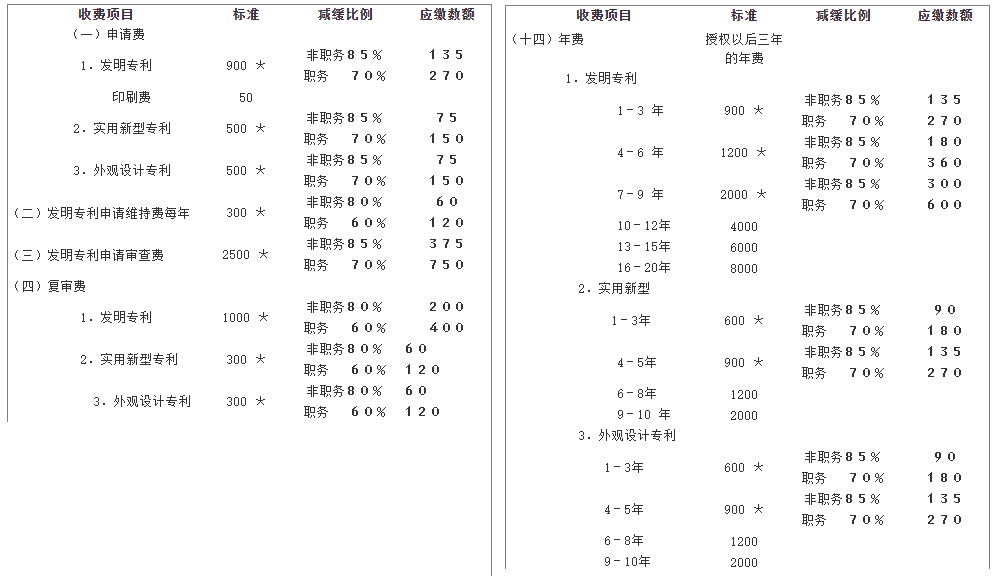 收费项目 标准 减缓比例 应缴数额
（一）申请费
1．发明专利 900 ＊ 非职务８５％ １３５
职务 ７０％ ２７０
印刷费 50
2．实用新型专利 500 ＊ 非职务８５％ ７５
职务 ７０％ １５０
3．外观设计专利 500 ＊ 非职务８５％ ７５
职务 ７０％ １５０
（二）发明专利申请维持费每年 300 ＊ 非职务８０％ ６０
职务 ６０％ １２０
（三）发明专利申请审查费 2500 ＊ 非职务８５％ ３７５
职务 ７０％ ７５０
（四）复审费
1．发明专利 1000 ＊ 非职务８０％ ２００
职务 ６０％ ４００
2．实用新型专利 300 ＊ 非职务８０％ ６０
职务 ６０％ １２０
3．外观设计专利 300 ＊ 非职务８０％ ６０
职务 ６０％ １２０
收费项目 标准 减缓比例 应缴数额
（十四）年费 授权以后三年
的年费
1．发明专利
1－3 年 900 ＊ 非职务８５％ １３５
职务 ７０％ ２７０
4－6 年 1200 ＊ 非职务８５％ １８０
职务 ７０％ ３６０
7－9 年 2000 ＊ 非职务８５％ ３００
职务 ７０％ ６００
10－12年 4000
13－15年 6000
16－20年 8000
2．实用新型
1－3年 600 ＊ 非职务８５％ ９０
职务 ７０％ １８０
4－5年 900 ＊ 非职务８５％ １３５
职务 ７０％ ２７０
6－8年 1200
9－10 年 2000
3．外观设计专利
1－3年 600 ＊ 非职务８５％ ９０
职务 ７０％ １８０
4－5年 900 ＊ 非职务８５％ １３５
职务 ７０％ ２７０
6－8年 1200
9－10年 2000